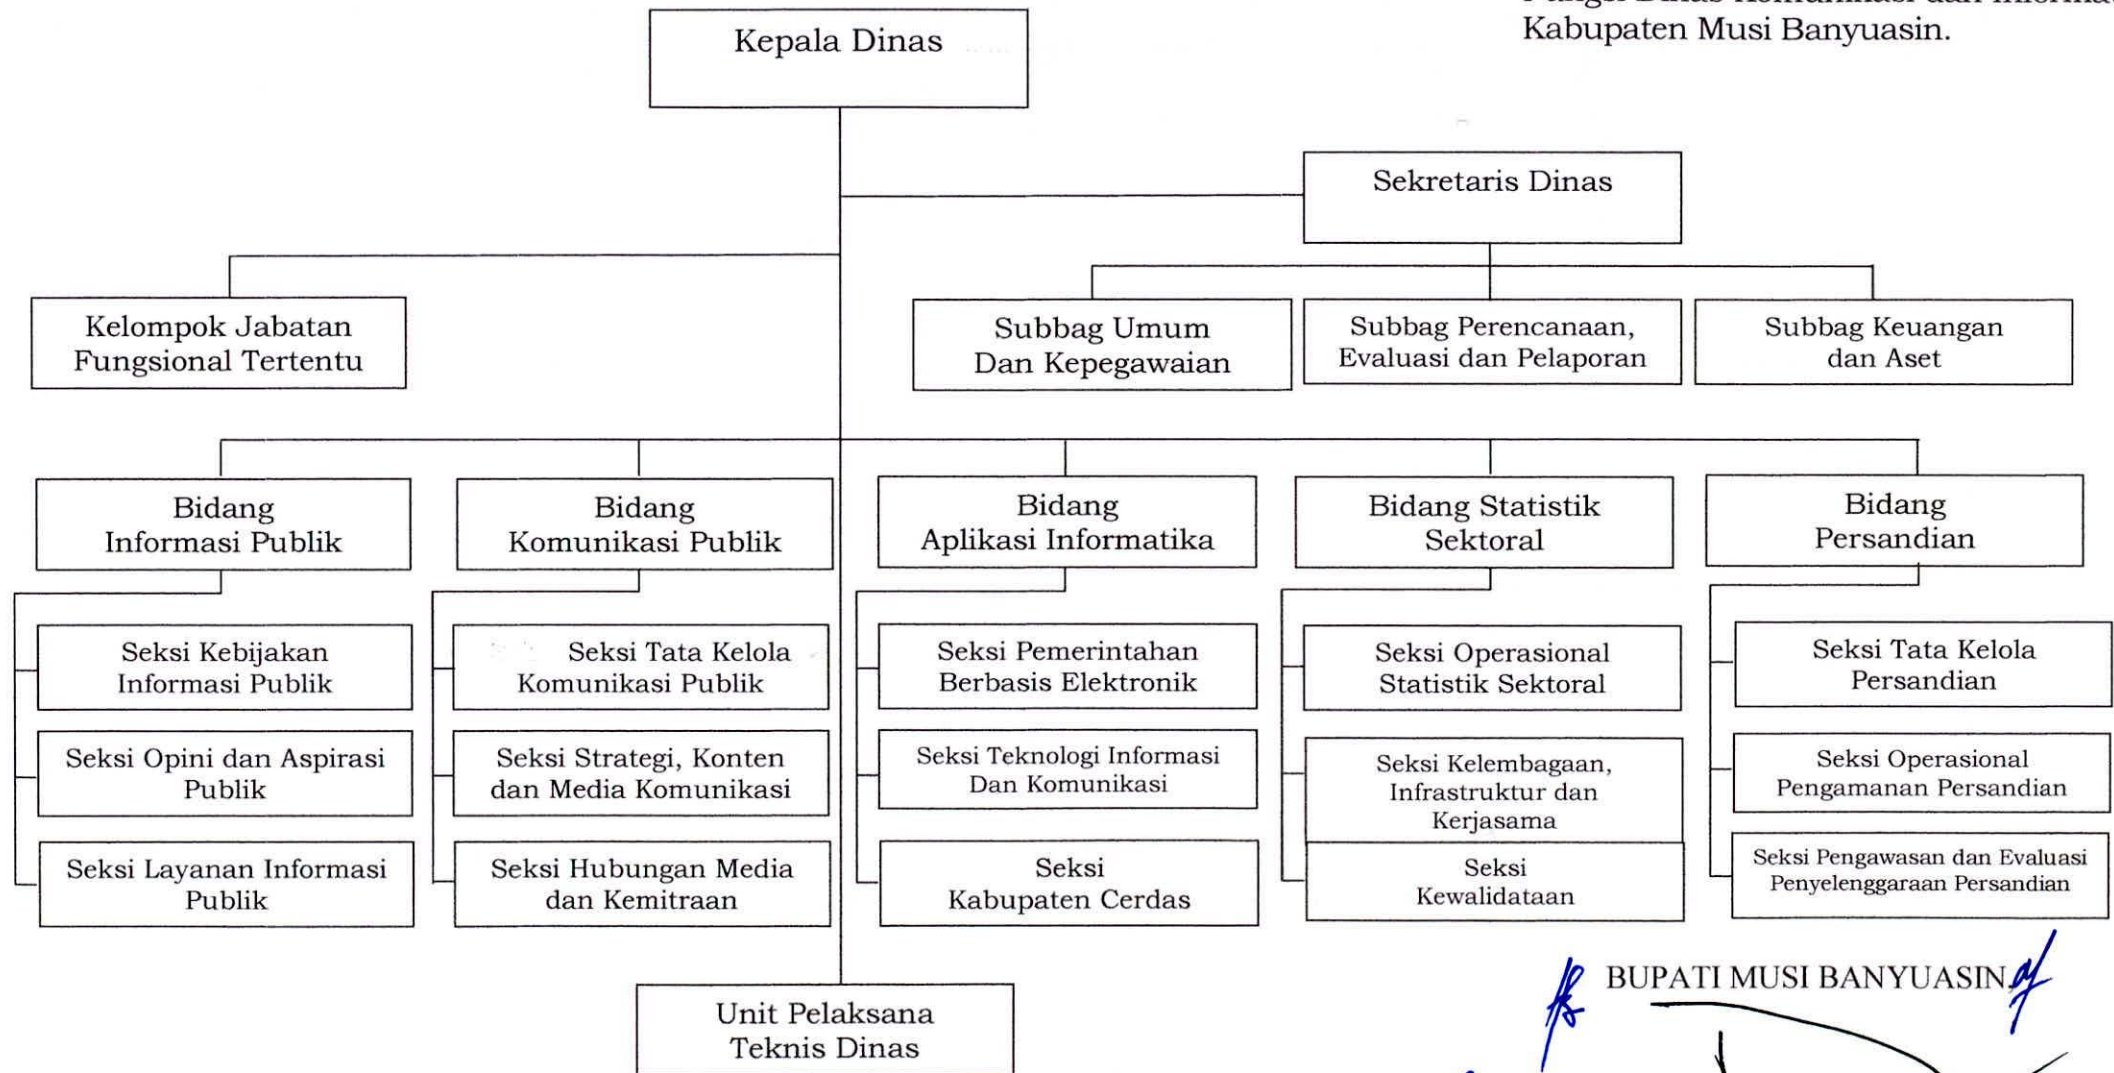 Kabupaten Musi Banyuasin.
Kepala Dinas
Sekretaris Dinas
Kelompok Jabatan
Fungsional Tertentu
Subbag Umum
Dan Kepegawaian
Subbag Perencanaan,
Evaluasi dan Pelaporan
Subbag Keuangan
dan Aset
Bidang
Informasi Publik
Bidang
Komunikasi Publik
Bidang
Aplikasi Informatika
Bidang Statistik
Sektoral
Bidang
Persandian
Seksi Kebijakan
Informasi Publik
Seksi Opini dan Aspirasi
Publik
Seksi Layanan Informasi
Publik
Seksi Tata Kelola
Komunikasi Publik
Seksi Strategi, Konten
dan Media Komunikasi
Seksi Hubungan Media
dan Kemitraan
Seksi Pemerintahan
Berbasis Elektronik
Seksi Teknologi Informasi
Dan Komunikasi
Seksi
Kabupaten Cerdas
Seksi Operasional
Statistik Sektoral
Seksi Kelembagaan,
Infrastruktur dan
Kerjasama
Seksi
Kewalidataan
Seksi Tata Kelola
Persandian
Seksi Operasional
Pengamanan Persandian
Seksi Pengawasan dan Evaluasi
Penyelenggaraan Persandian
Unit Pelaksana
Teknis Dinas
BUPATI MUSI BANYUASIN,